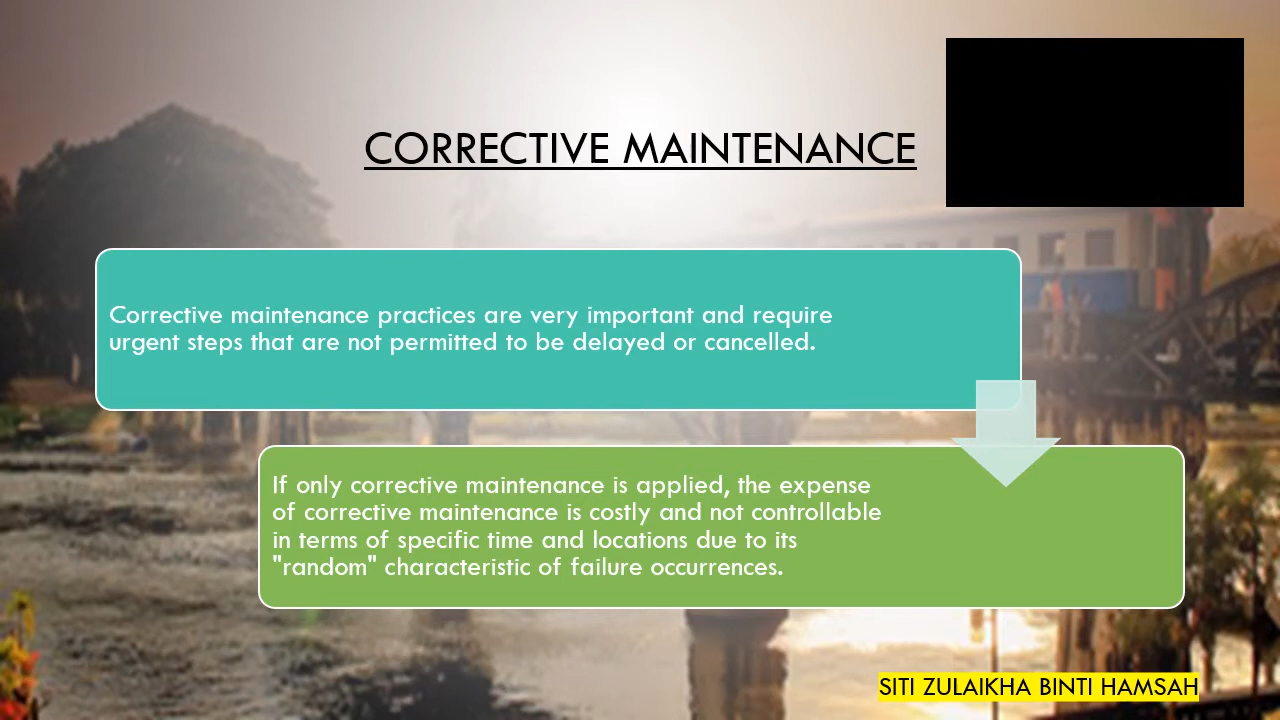 CORRECTIVE MAINTENANCE
Corrective maintenance practices are very important and require
urgent steps that are not permitted to be delayed or cancelled.
If only corrective maintenance is applied, the expense
of corrective maintenance is costly and not controllable
in terms of specific time and locations due to its
"random" characteristic of failure occurrences.
SITI ZULAIKHA BINTI HAMSAH